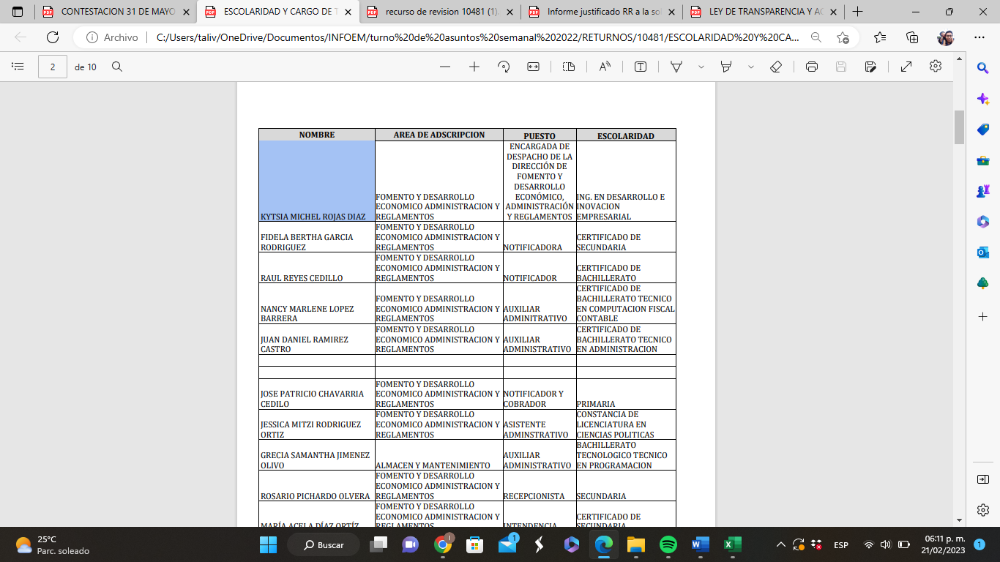 CONTESTACION 31 DE MAYO
ESCOLARIDAD Y CARGO DE T
recurso de revision 10481 (1).
Informe justificado RR a la sol
LEY DE TRANSPARENCIA Y AC
Archivo
C:/Users/taliv/OneDrive/Documentos/INFOEM/turno%20de%20asuntos%20semanal%202022/RETURNOS/10481/ESCOLARIDAD%20Y%20CA...
2 de 10
NOMBRE AREA DE ADSCRIPCION PUESTO ESCOLARIDAD
ENCARGADA DE
DESPACHO DE LA
DIRECCIÓN DE
FOMENTO Y
DESARROLLO
FOMENTO Y DESARROLLO ECONÓMICO, ING. EN DESARROLLO E
ECONOMICO ADMINISTRACION Y ADMINISTRACIÓN INOVACION
KYTSIA MICHEL ROJAS DIAZ REGLAMENTOS Y REGLAMENTOS EMPRESARIAL
FOMENTO Y DESARROLLO
FIDELA BERTHA GARCIA ECONOMICO ADMINISTRACION Y CERTIFICADO DE
RODRIGUEZ REGLAMENTOS NOTIFICADORA SECUNDARIA
FOMENTO Y DESARROLLO
ECONOMICO ADMINISTRACION Y CERTIFICADO DE
RAUL REYES CEDILLO REGLAMENTOS NOTIFICADOR BACHILLERATO
CERTIFICADO DE
FOMENTO Y DESARROLLO BACHILLERATO TECNICO
NANCY MARLENE LOPEZ ECONOMICO ADMINISTRACION Y AUXILIAR EN COMPUTACION FISCAL
BARRERA REGLAMENTOS ADMINITRATIVO CONTABLE
FOMENTO Y DESARROLLO CERTIFICADO DE
JUAN DANIEL RAMIREZ ECONOMICO ADMINISTRACION Y AUXILIAR BACHILLERATO TECNICO
CASTRO REGLAMENTOS ADMINISTRATIVO EN ADMINISTRACION
FOMENTO Y DESARROLLO
JOSE PATRICIO CHAVARRIA ECONOMICO ADMINISTRACION Y NOTIFICADOR Y
CEDILO REGLAMENTOS COBRADOR PRIMARIA
FOMENTO Y DESARROLLO CONSTANCIA DE
JESSICA MITZI RODRIGUEZ ECONOMICO ADMINISTRACION Y ASISTENTE LICENCIATURA EN
ORTIZ REGLAMENTOS ADMINSTRATIVO CIENCIAS POLITICAS
BACHILLERATO
GRECIA SAMANTHA JIMENEZ AUXILIAR TECNOLOGICO TECNICO
OLIVO ALMACEN Y MANTENIMIENTO ADMINISTRATIVO EN PROGRAMACION
FOMENTO Y DESARROLLO
ECONOMICO ADMINISTRACION Y
ROSARIO PICHARDO OLVERA REGLAMENTOS RECEPCIONISTA SECUNDARIA
FOMENTO Y DESARROLLO
ECONOMICO ADMINISTRACION Y CERTIFICADO DE
MARÍA ACELA DÍAZ ORTÍZ REGLAMENTOS INTENDENCIA SECUNDARIA
25°C
Parc. soleado
Buscar
1
ESP
06:11 p. m.
21/02/2023
1